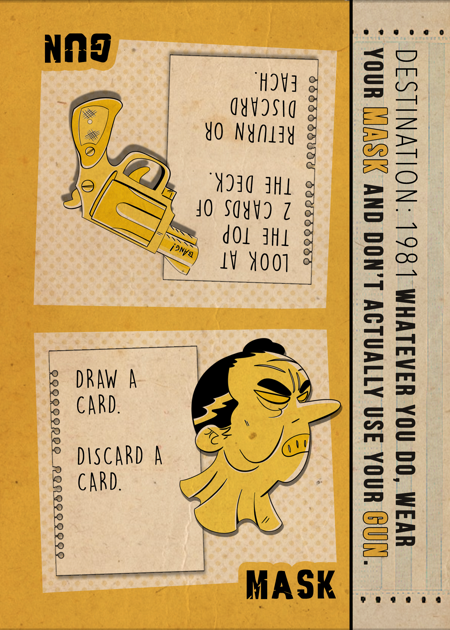 GUN
LOOK AT
THE TOP
2 CARDS OF
THE DECK.
RETURN OR
DISCARD
EACH.
BANG!
DRAW A
CARD.
DISCARD A
CARD.
MASK
DESTINATION: 1981 WHATEVER YOU DO, WEAR
YOUR MASK AND DON'T ACTUALLY USE YOUR GUN.